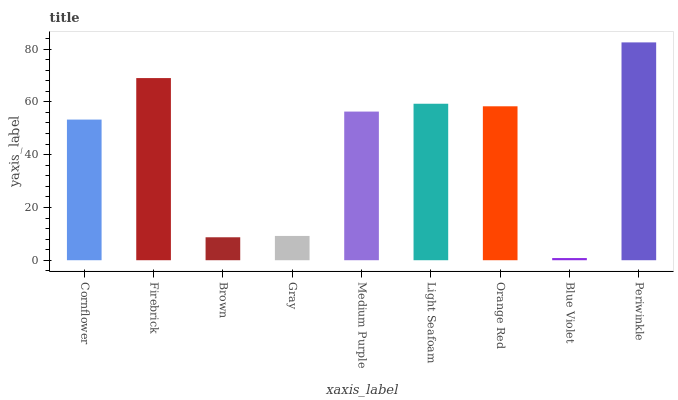 title
yaxis_label
80
60
40
20
0
Cornflower
Firebrick
Brown
Gray
Medium Purple
Light Seafoam
Orange Red
Blue Violet
Periwinkle
xaxis_label